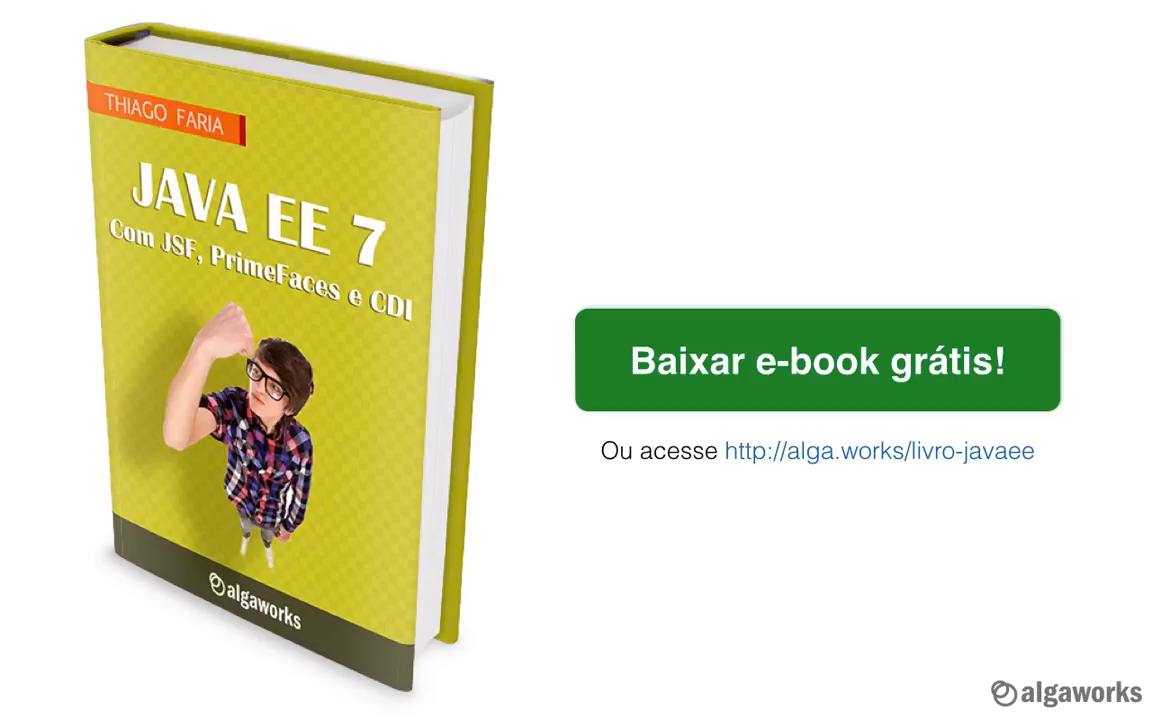 THIAGO FARIA
JAVA EE 7
Com JSF, PrimeFaces e CDI
algaworks
Baixar e-book grátis!
Ou acesse http://alga.works/livro-javaee
algaworks